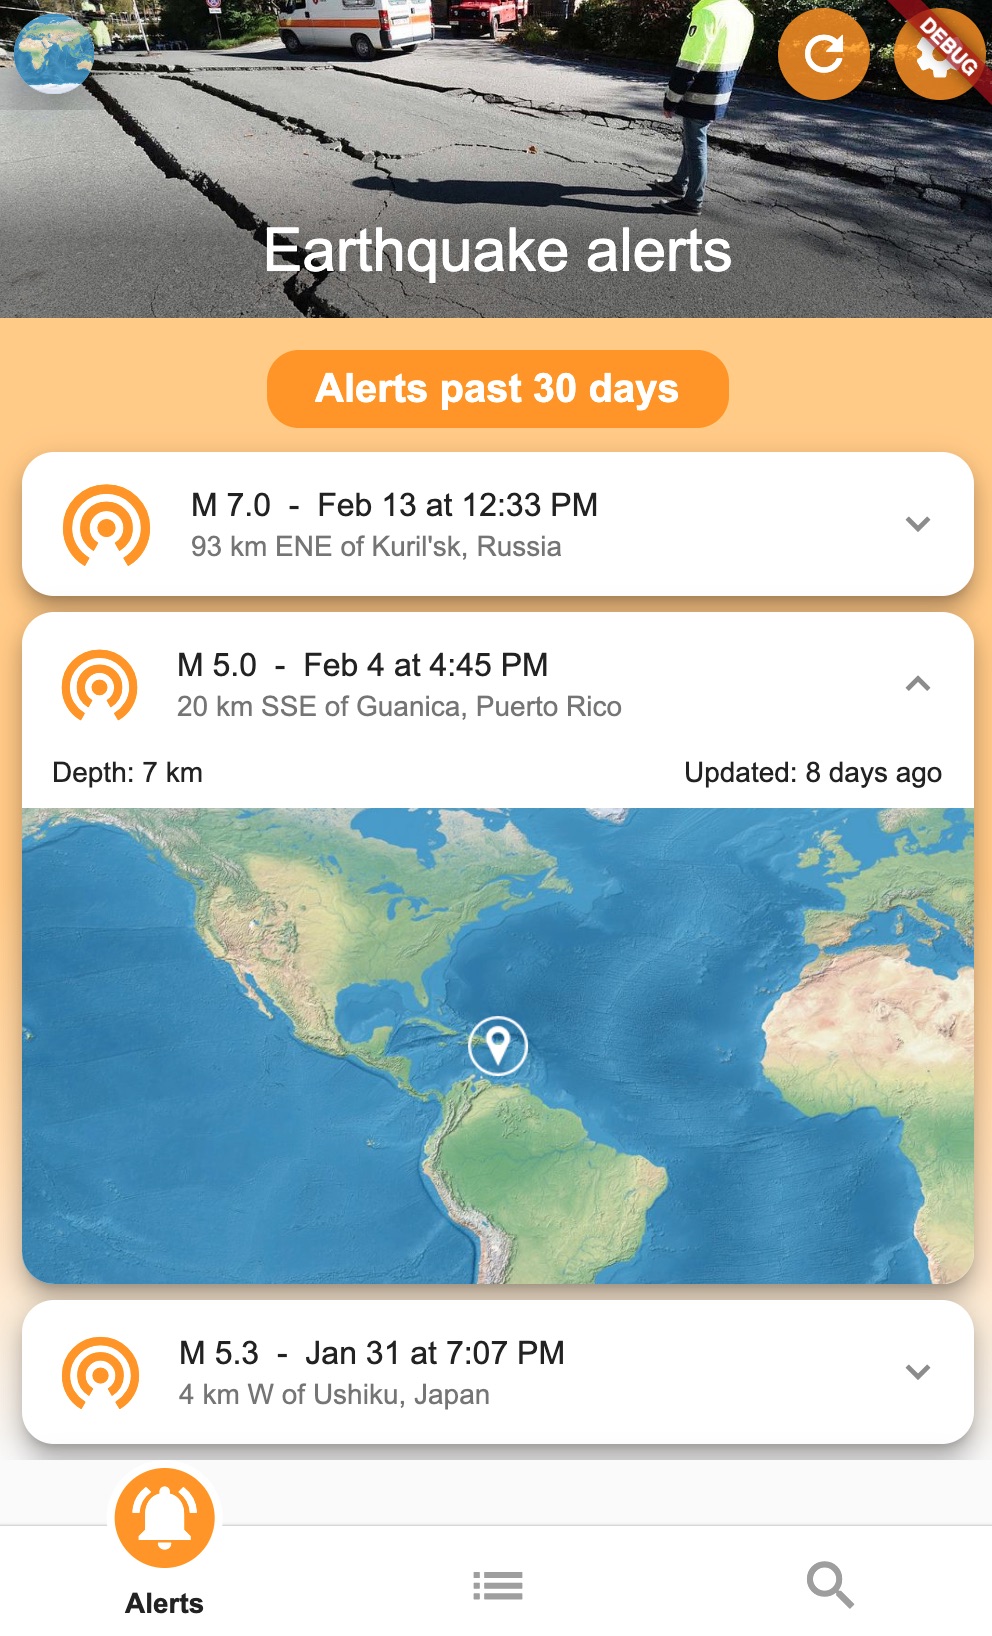 DEBUG
Earthquake alerts
Alerts past 30 days
M 7.0 - Feb 13 at 12:33 PM
93 km ENE of Kuril'sk, Russia
M 5.0 - Feb 4 at 4:45 PM
20 km SSE of Guanica, Puerto Rico
Depth: 7 km
Updated: 8 days ago
M 5.3 - Jan 31 at 7:07 PM
4 km W of Ushiku, Japan
Alerts